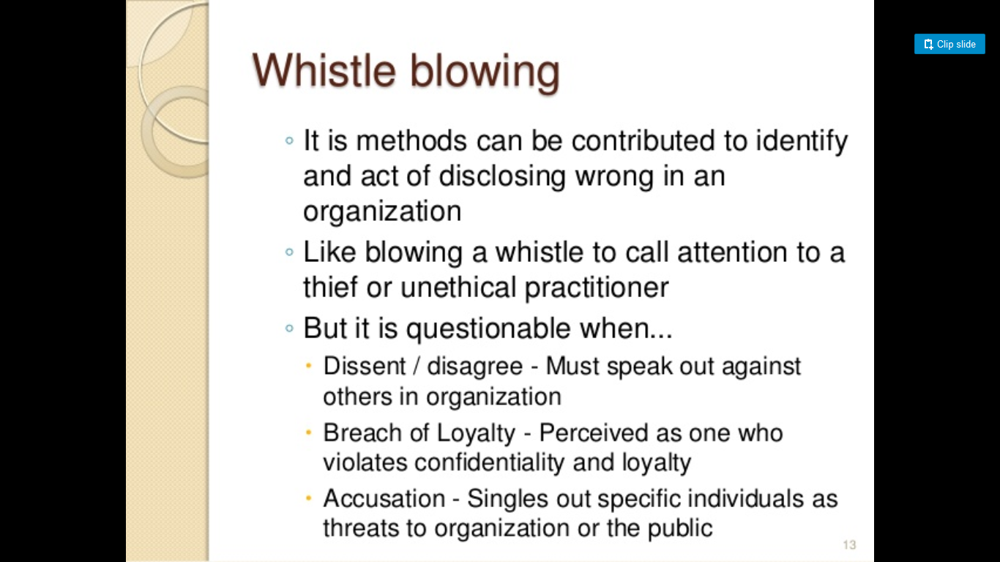 Clip slide
Whistle blowing
It is methods can be contributed to identify
and act of disclosing wrong in an
organization
Like blowing a whistle to call attention to a
thief or unethical practitioner
But it is questionable when...
Dissent / disagree - Must speak out against
others in organization
Breach of Loyalty - Perceived as one who
violates confidentiality and loyalty
Accusation - Singles out specific individuals as
threats to organization or the public
13